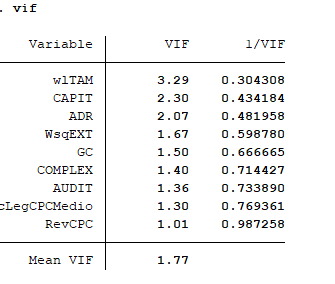 . vif
Variable VIF 1/VIF
wlTAM 3.29 0.304308
CAPIT 2.30 0.434184
ADR 2.07 0.481958
WsqEXT 1.67 0.598780
GC 1.50 0.666665
COMPLEX 1.40 0.714427
AUDIT 1.36 0.733890
cLegCPCMedio 1.30 0.769361
RevCPC 1.01 0.987258
Mean VIF 1.77